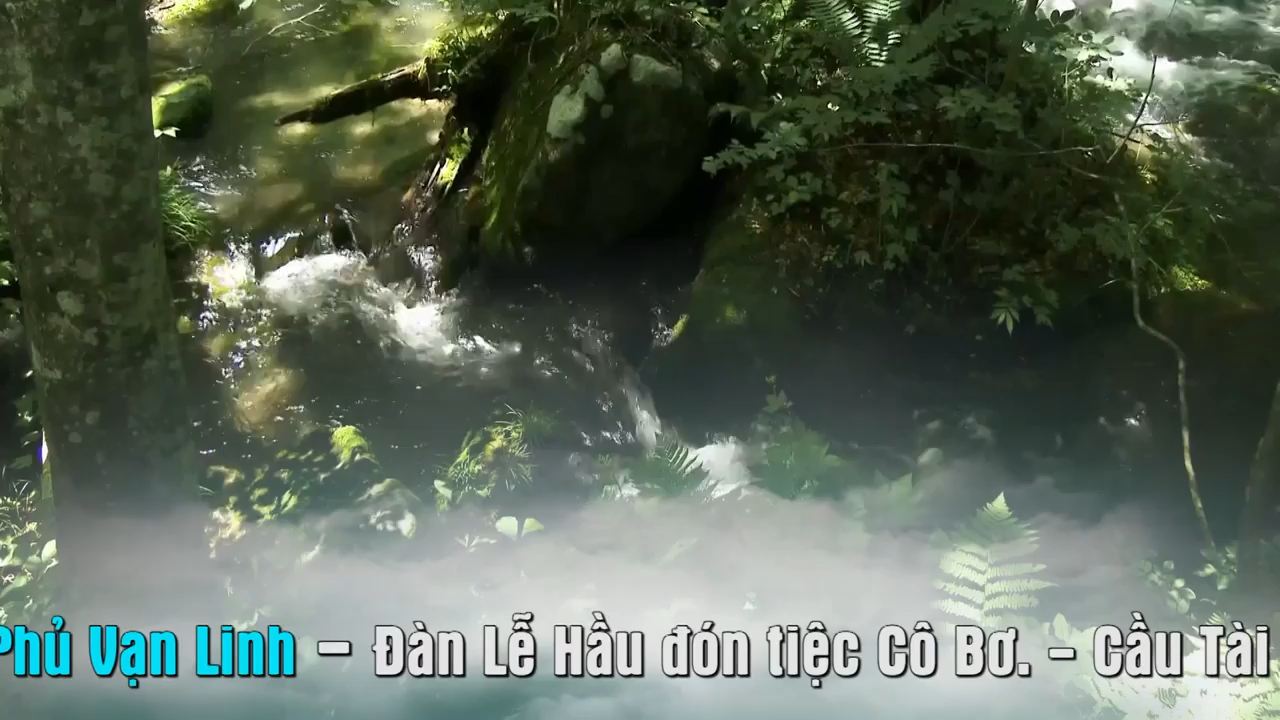 Phủ Vạn Linh – Đàn Lễ Hầu đón tiệc Cô Bơ. - Cầu Tài